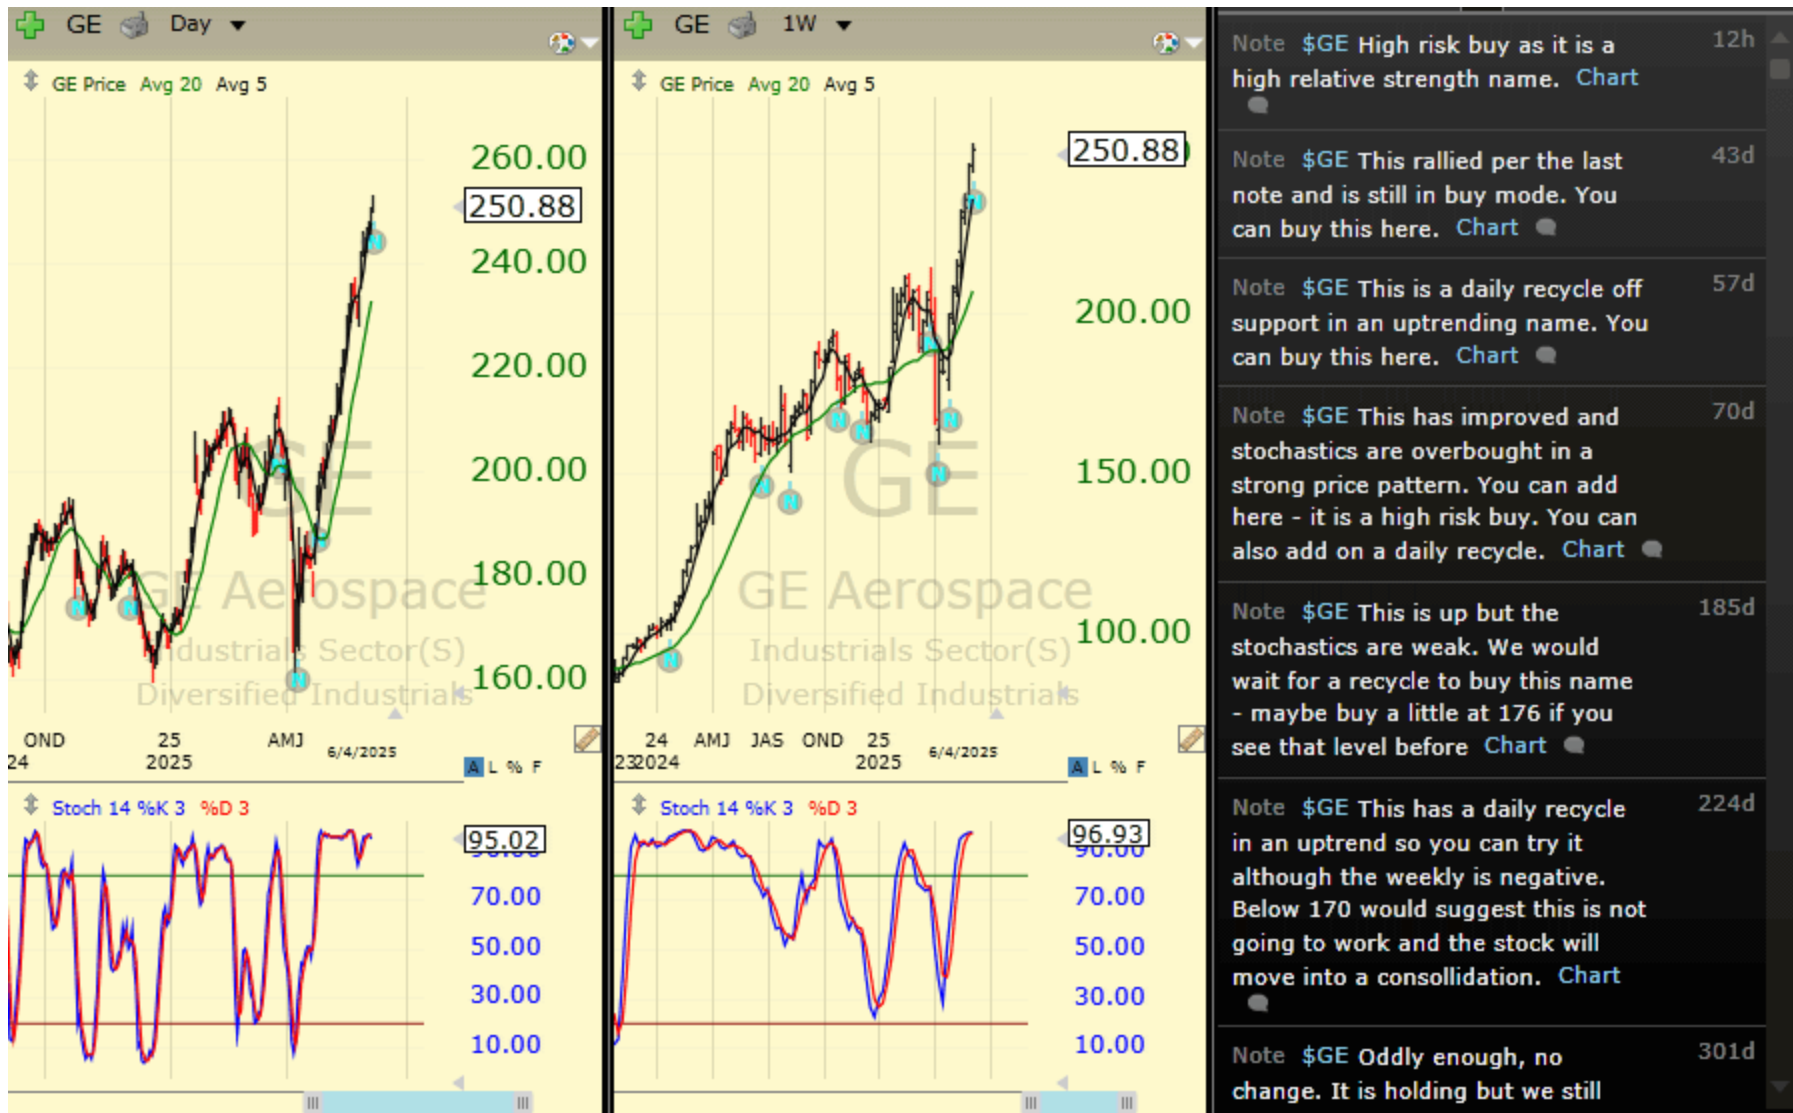 GE Day
GE Price Avg 20 Avg 5
260.00
250.88
240.00
220.00
200.00
180.00
160.00
GE
GE Aerospace
Industrials Sector(S)
Diversified Industrials
N
N
N
N
N
N
OND 25 AMJ 6/4/2025
24 2025
A L % F
Stoch 14 %K 3 %D 3
95.02
90.00
70.00
50.00
30.00
10.00
GE 1W
GE Price Avg 20 Avg 5
250.88
200.00
150.00
100.00
GE
GE Aerospace
Industrials Sector(S)
Diversified Industrials
N
N
N
N
N
N
N
N
N
24 AMJ JAS OND 25 6/4/2025
23 2024 2025
A L % F
Stoch 14 %K 3 %D 3
96.93
90.00
70.00
50.00
30.00
10.00
Note $GE High risk buy as it is a 12h
high relative strength name. Chart
Note $GE This rallied per the last 43d
note and is still in buy mode. You
can buy this here. Chart
Note $GE This is a daily recycle off 57d
support in an uptrending name. You
can buy this here. Chart
Note $GE This has improved and 70d
stochastics are overbought in a
strong price pattern. You can add
here - it is a high risk buy. You can
also add on a daily recycle. Chart
Note $GE This is up but the 185d
stochastics are weak. We would
wait for a recycle to buy this name
- maybe buy a little at 176 if you
see that level before Chart
Note $GE This has a daily recycle 224d
in an uptrend so you can try it
although the weekly is negative.
Below 170 would suggest this is not
going to work and the stock will
move into a consollidation. Chart
Note $GE Oddly enough, no 301d
change. It is holding but we still